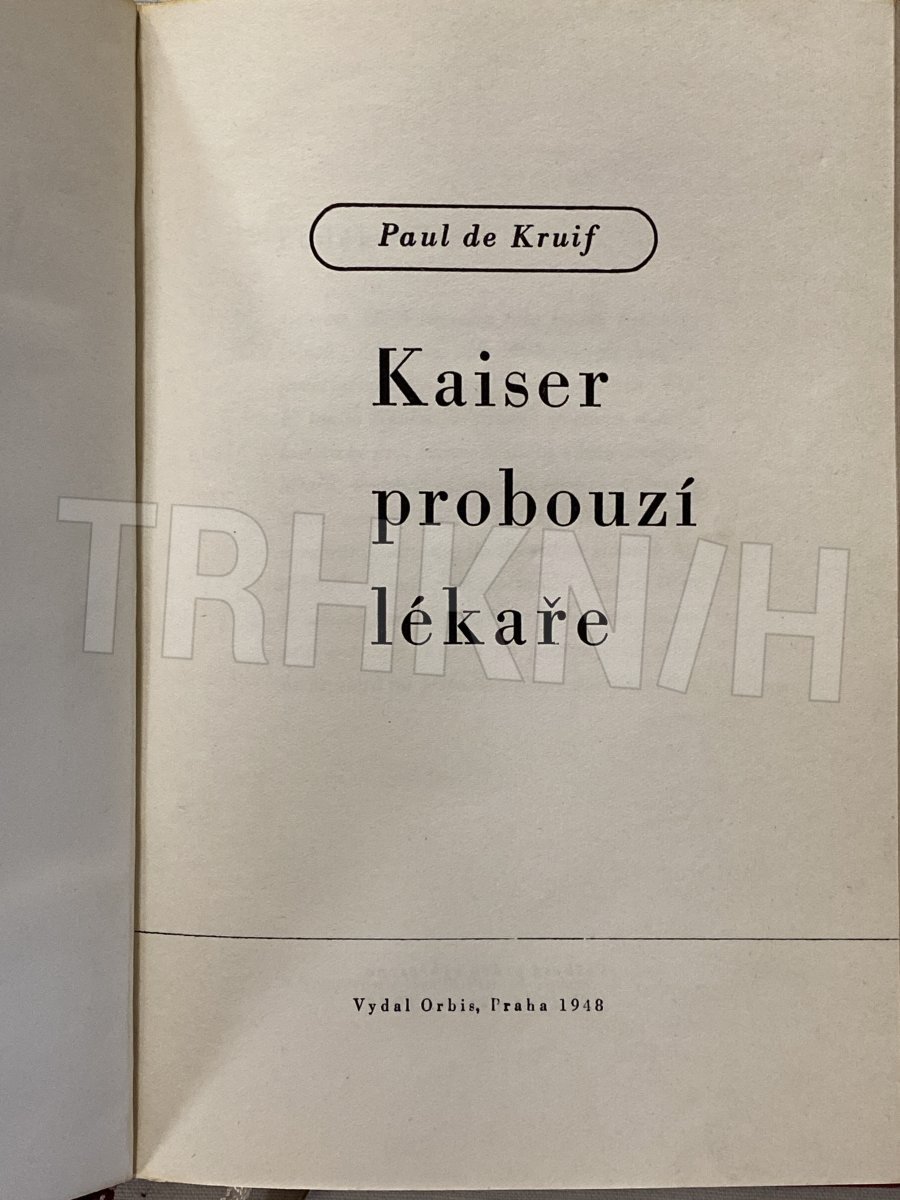 Paul de Kruif
Kaiser
probouzí
lékaře
TRHKNIH
Vydal Orbis, Praha 1948